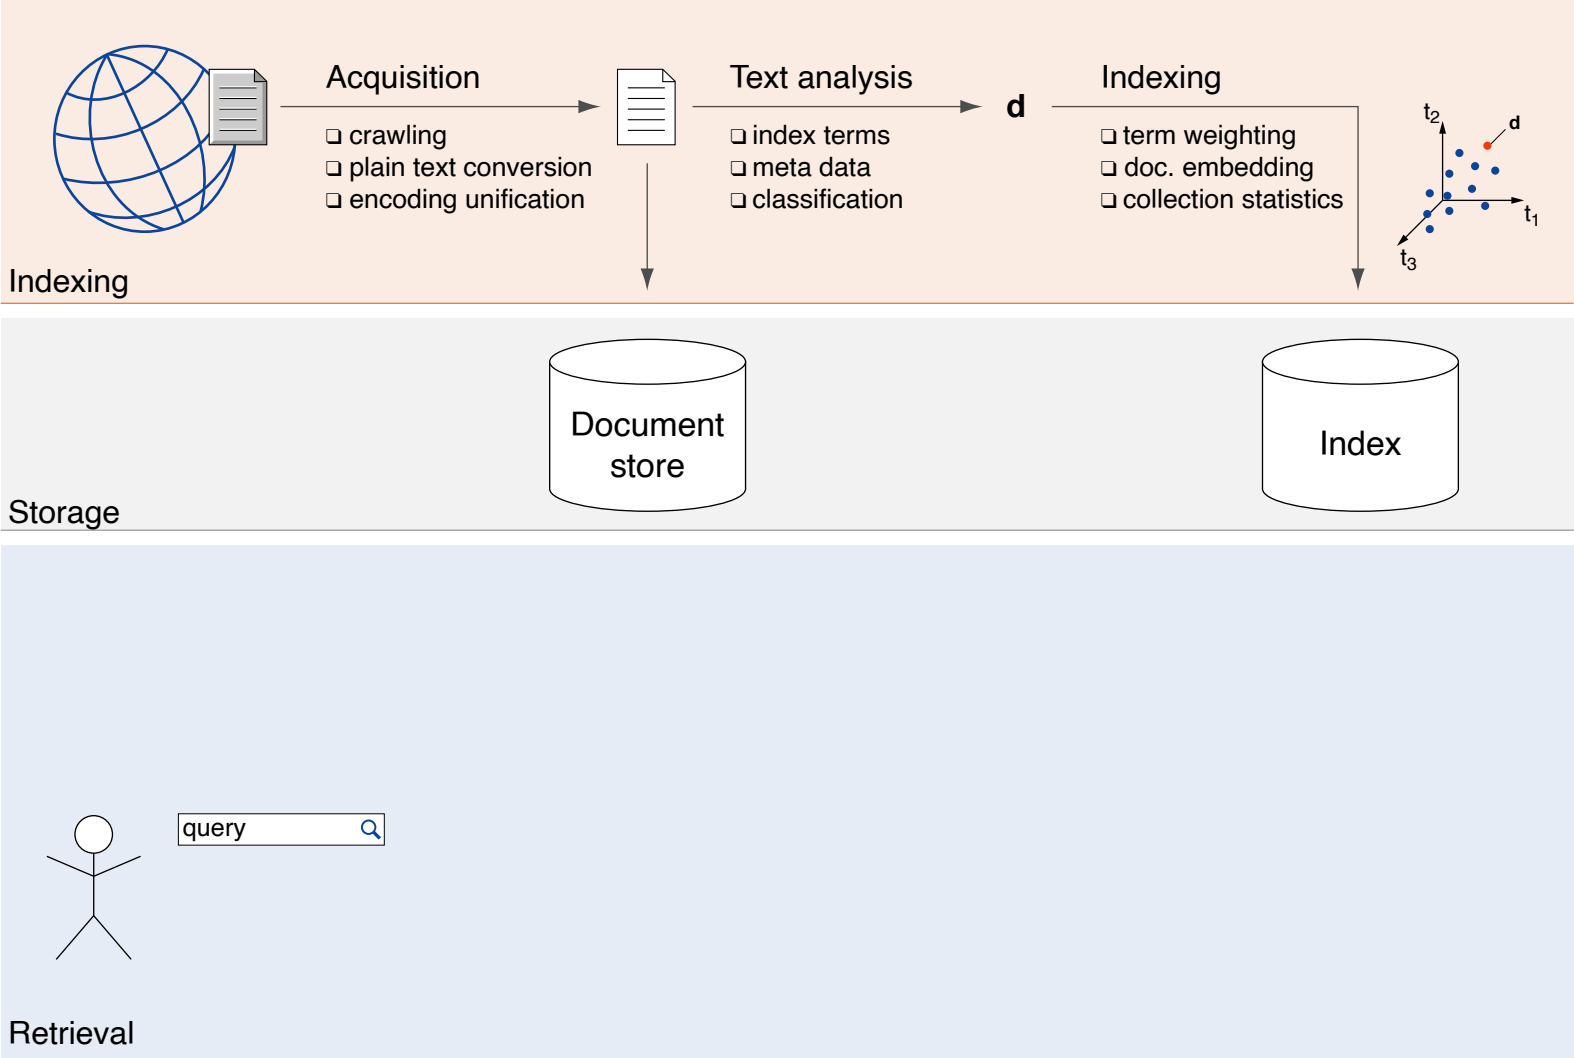 Acquisition
❑ crawling
❑ plain text conversion
❑ encoding unification
Text analysis
❑ index terms
❑ meta data
❑ classification
d
Indexing
❑ term weighting
❑ doc. embedding
❑ collection statistics
t2
d
t1
t3
Indexing
Document
store
Index
Storage
query
Retrieval